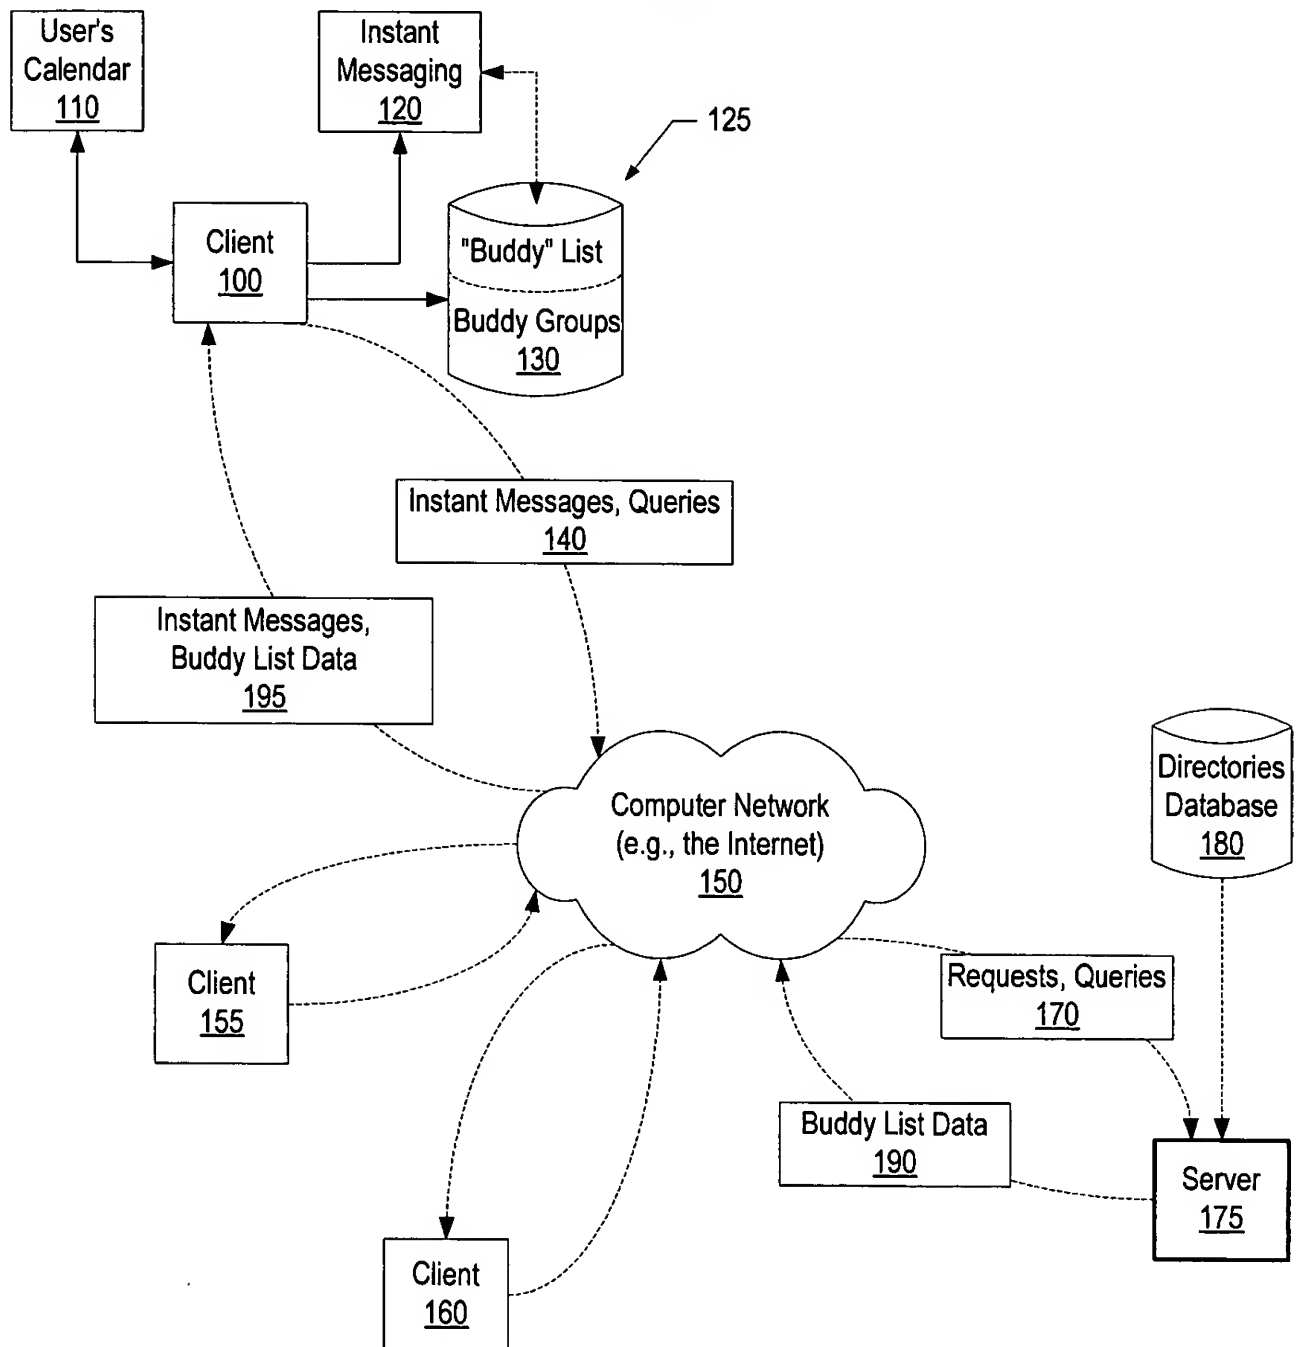 User's
Calendar
110
Instant
Messaging
120
125
Client
100
"Buddy" List
Buddy Groups
130
Instant Messages, Queries
140
Instant Messages,
Buddy List Data
195
Computer Network
(e.g., the Internet)
150
Directories
Database
180
Client
155
Requests, Queries
170
Buddy List Data
190
Server
175
Client
160